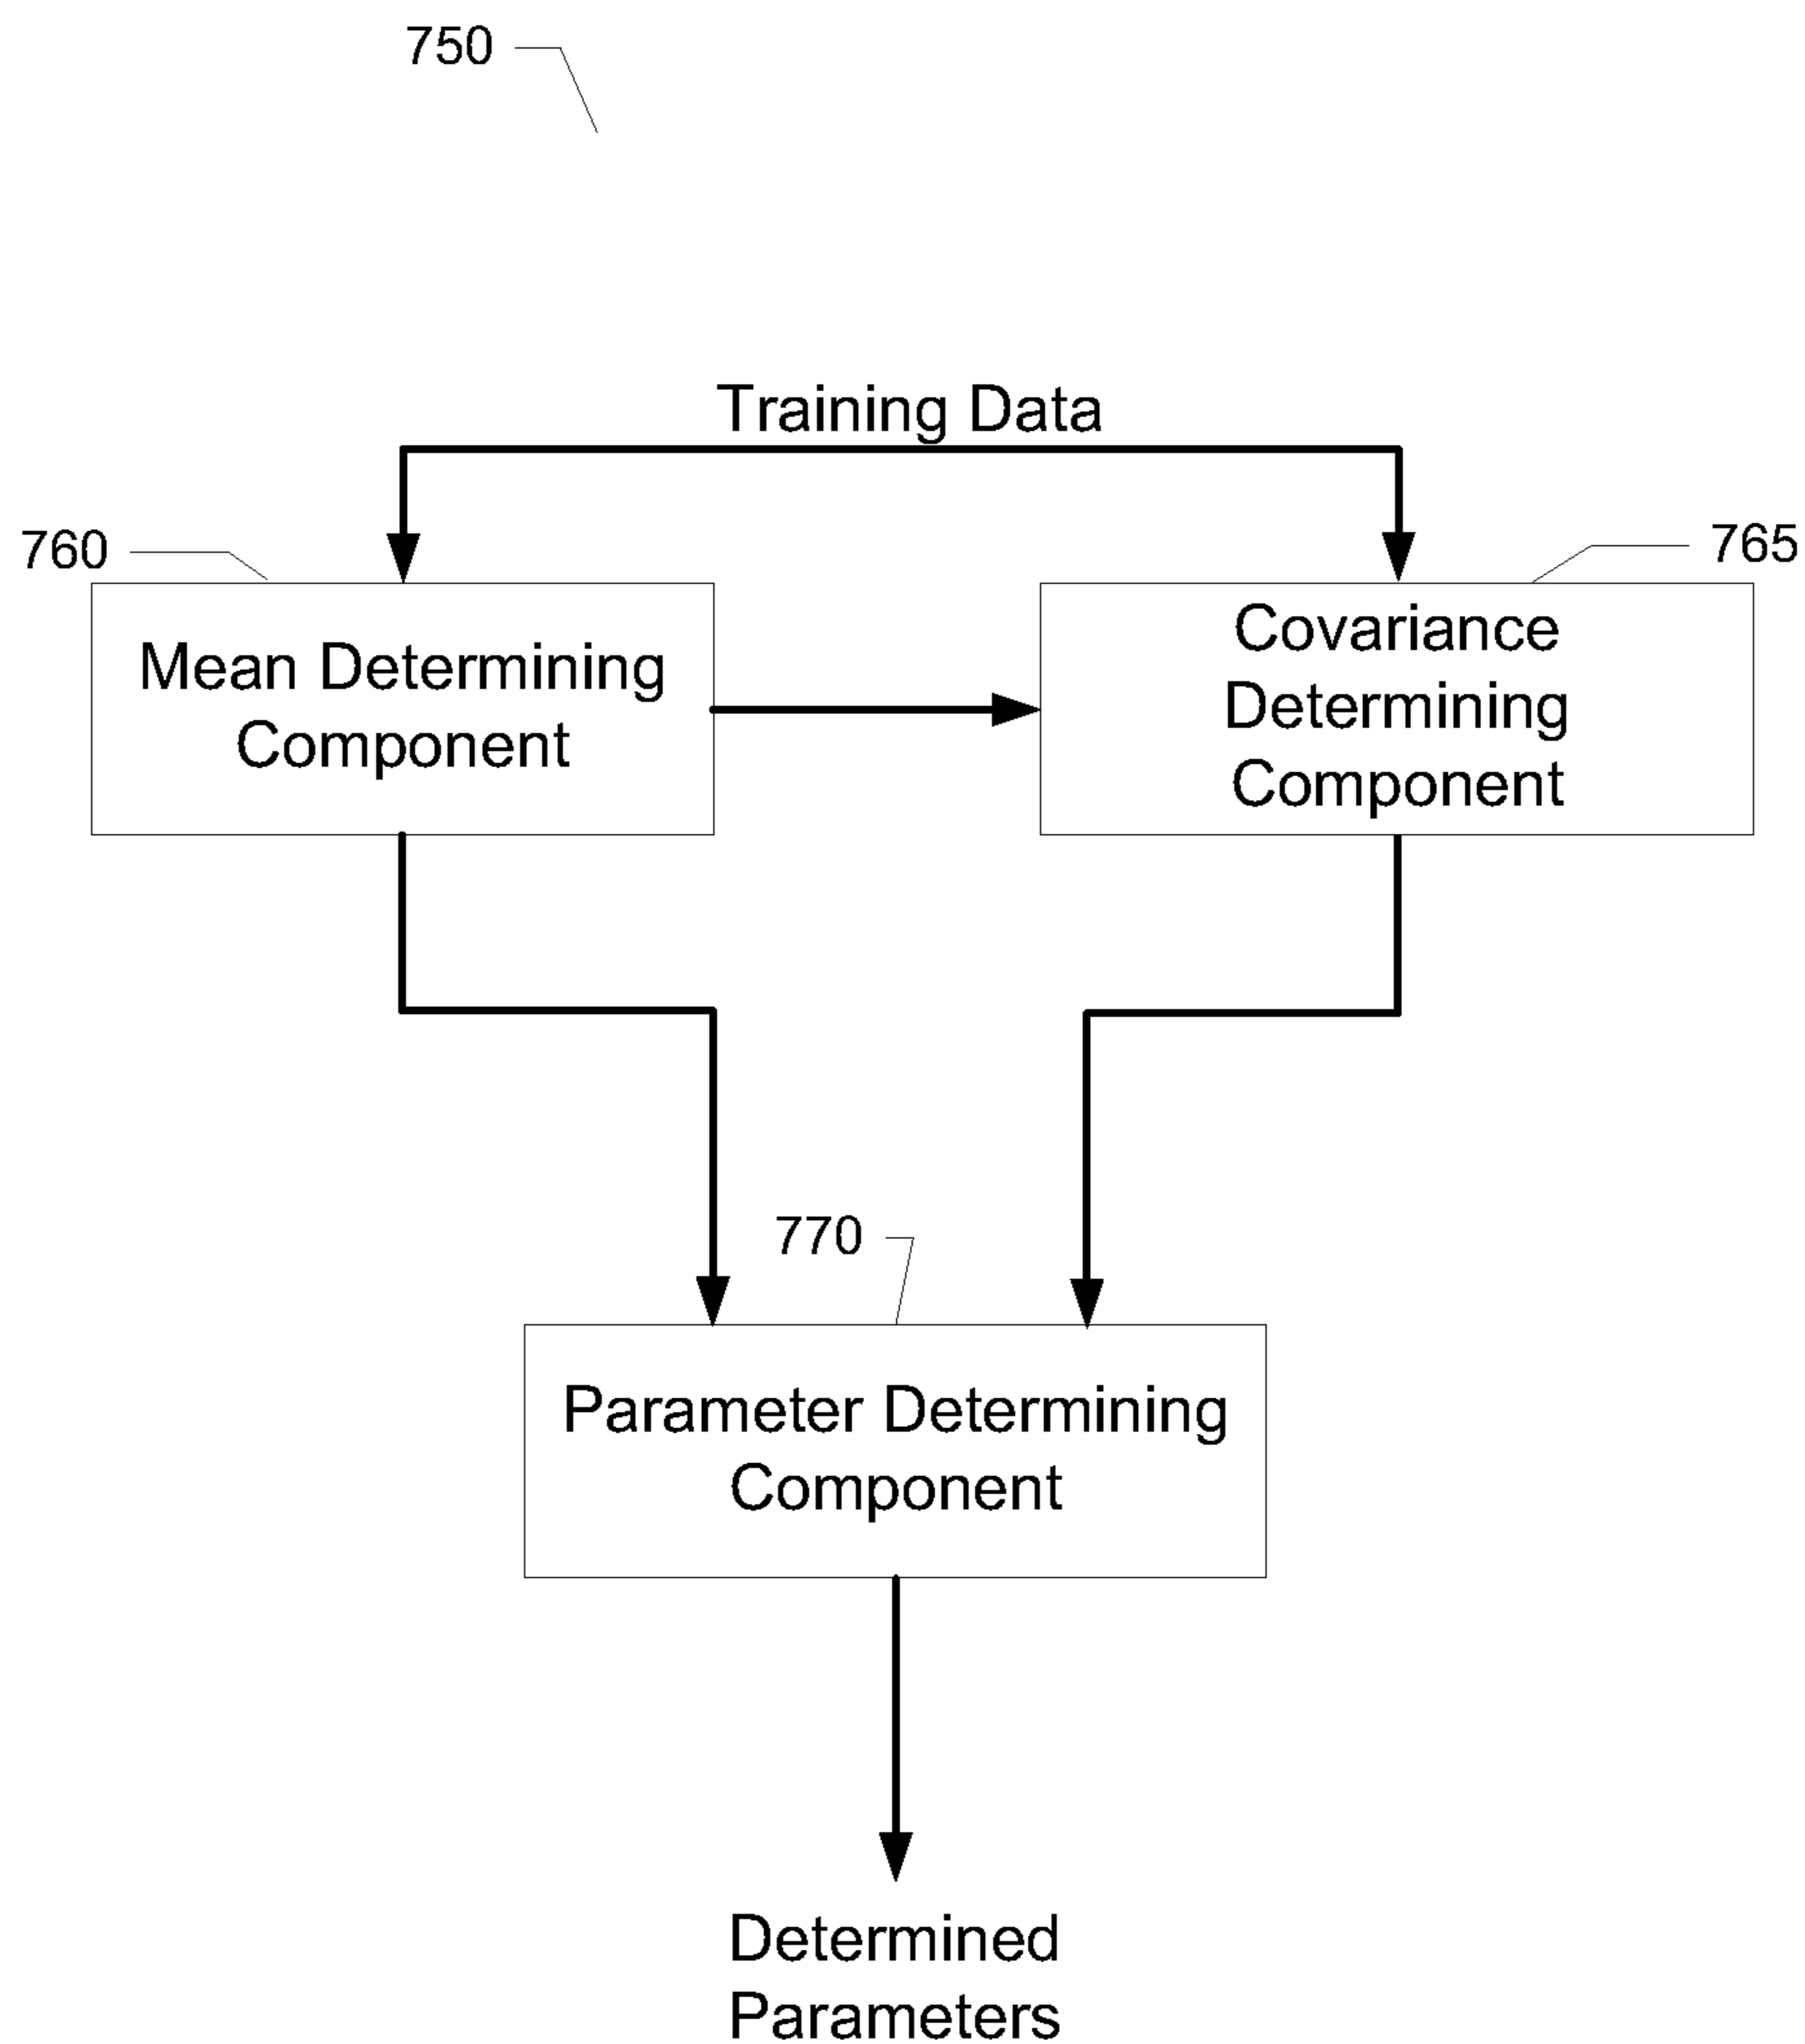 750
Training Data
760
765
Mean Determining
Component
Covariance
Determining
Component
770
Parameter Determining
Component
Determined
Parameters